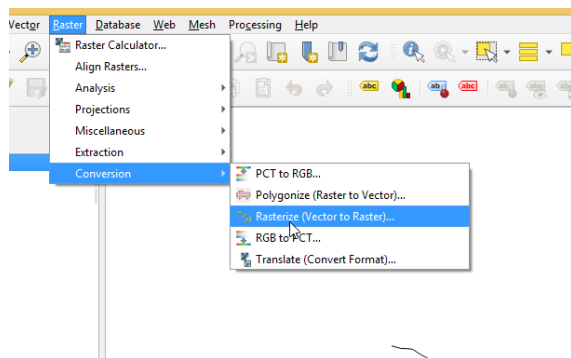 Vector Raster Database Web Mesh Processing Help
Raster Calculator...
Align Rasters...
Analysis
Projections
Miscellaneous
Extraction
Conversion
PCT to RGB...
Polygonize (Raster to Vector)...
Rasterize (Vector to Raster)...
RGB to PCT...
Translate (Convert Format)...
abc
ab
abc